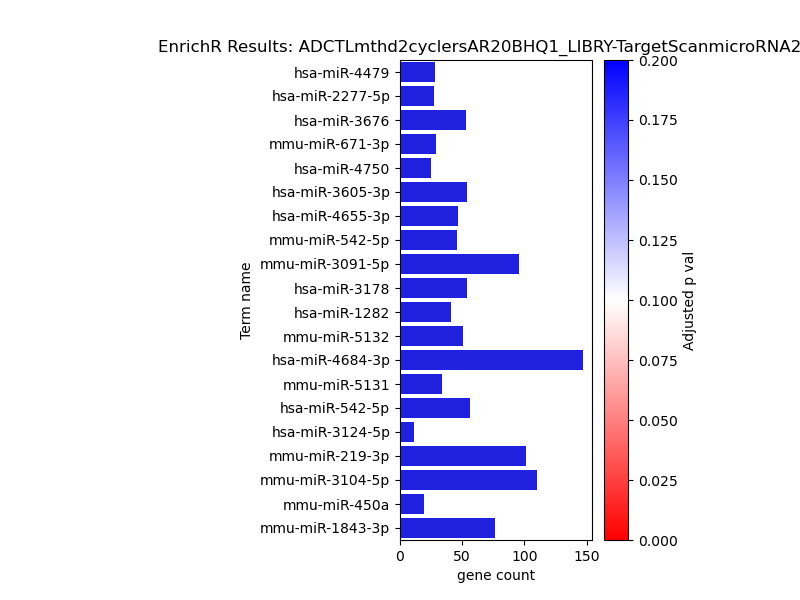 EnrichR Results: ADCTLmthd2cyclersAR20BHQ1_LIBRY-TargetScanmicroRNA2
hsa-miR-4479
hsa-miR-2277-5p
hsa-miR-3676
mmu-miR-671-3p
hsa-miR-4750
hsa-miR-3605-3p
hsa-miR-4655-3p
mmu-miR-542-5p
mmu-miR-3091-5p
hsa-miR-3178
hsa-miR-1282
mmu-miR-5132
hsa-miR-4684-3p
mmu-miR-5131
hsa-miR-542-5p
hsa-miR-3124-5p
mmu-miR-219-3p
mmu-miR-3104-5p
mmu-miR-450a
mmu-miR-1843-3p
Term name
0 50 100 150
gene count
0.200
0.175
0.150
0.125
0.100
0.075
0.050
0.025
0.000
Adjusted p val